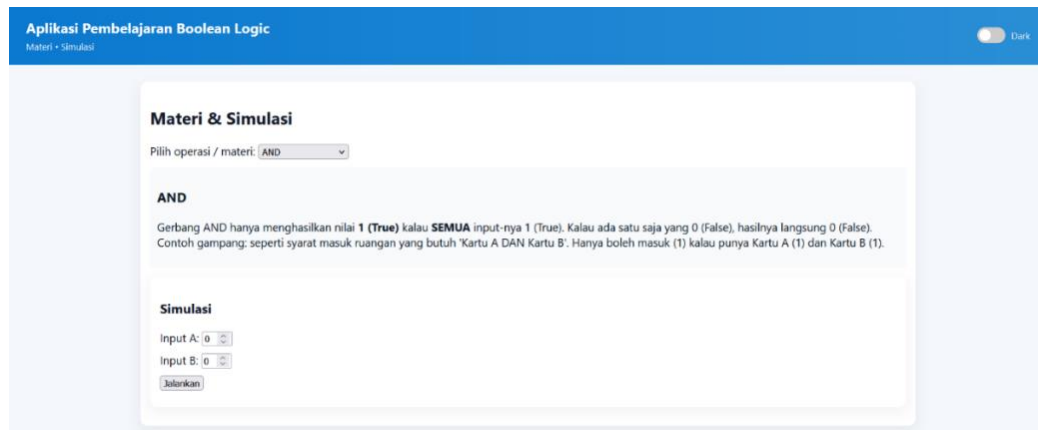 Aplikasi Pembelajaran Boolean Logic
Materi • Simulasi
Dark
Materi & Simulasi
Pilih operasi / materi: AND
AND
Gerbang AND hanya menghasilkan nilai 1 (True) kalau SEMUA input-nya 1 (True). Kalau ada satu saja yang 0 (False), hasilnya langsung 0 (False).
Contoh gampang: seperti syarat masuk ruangan yang butuh 'Kartu A DAN Kartu B'. Hanya boleh masuk (1) kalau punya Kartu A (1) dan Kartu B (1).
Simulasi
Input A: 0
Input B: 0
Jalankan